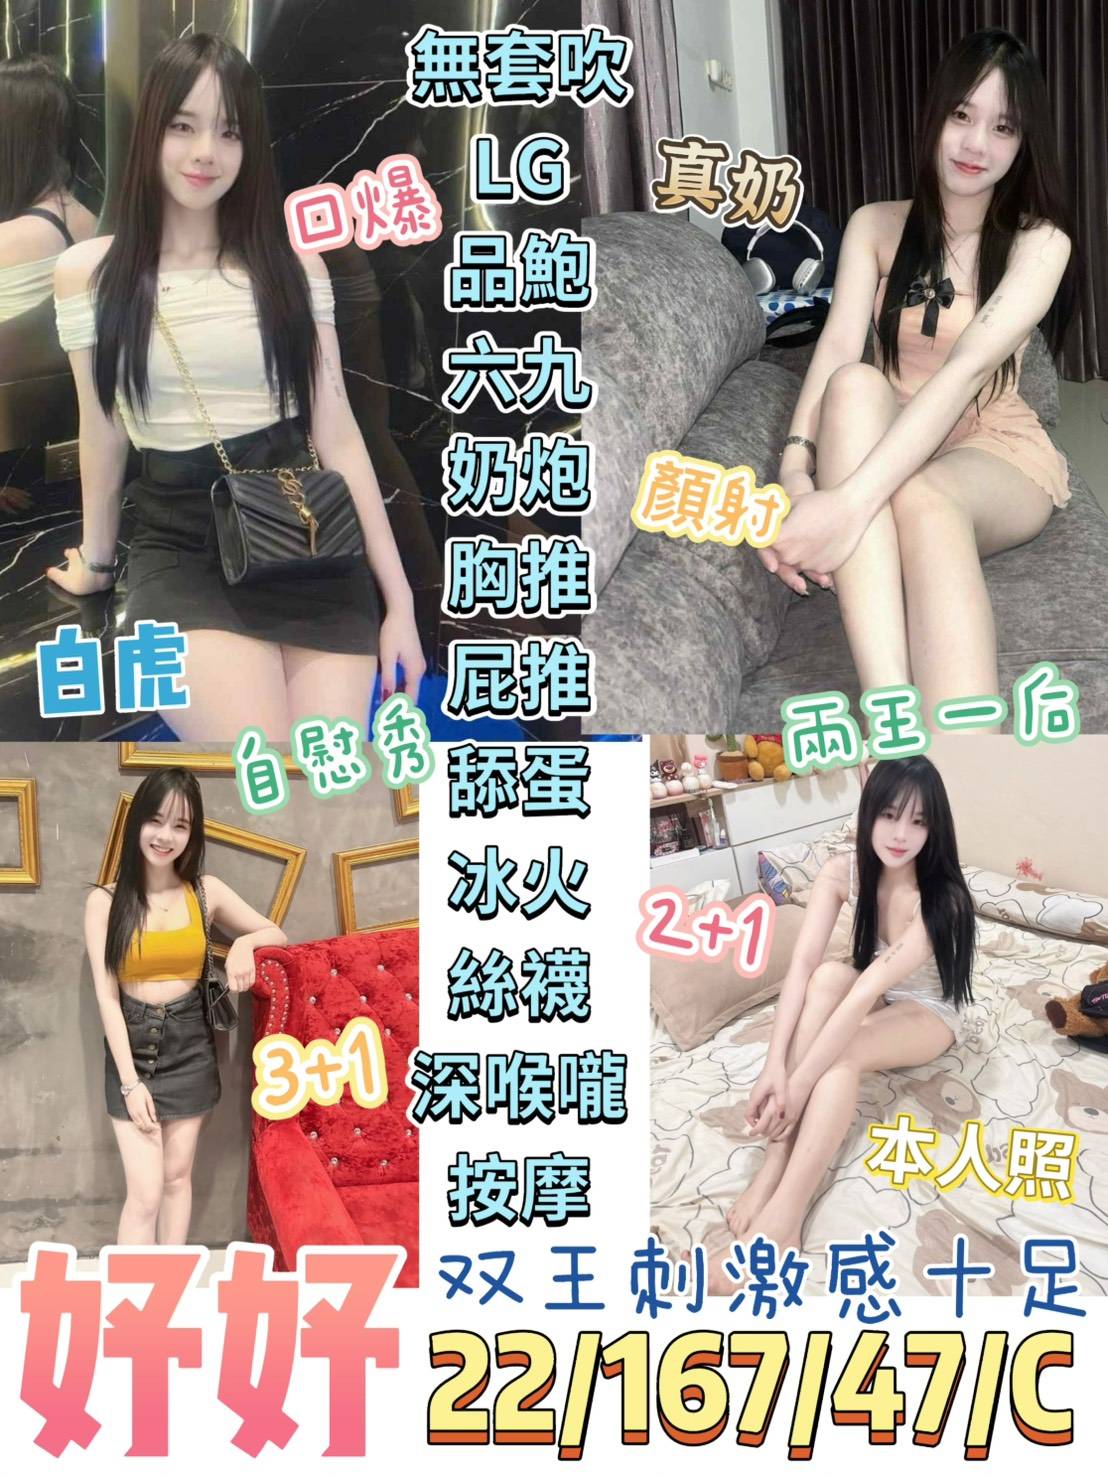 無套吹
LG
口爆
真奶
品鮑
六九
奶炮
顏射
胸推
白虎
屁推
兩王一后
自慰秀
舔蛋
冰火
2+1
絲襪
3+1
深喉嚨
本人照
按摩
双王刺激感十足
好好
22/167/47/C